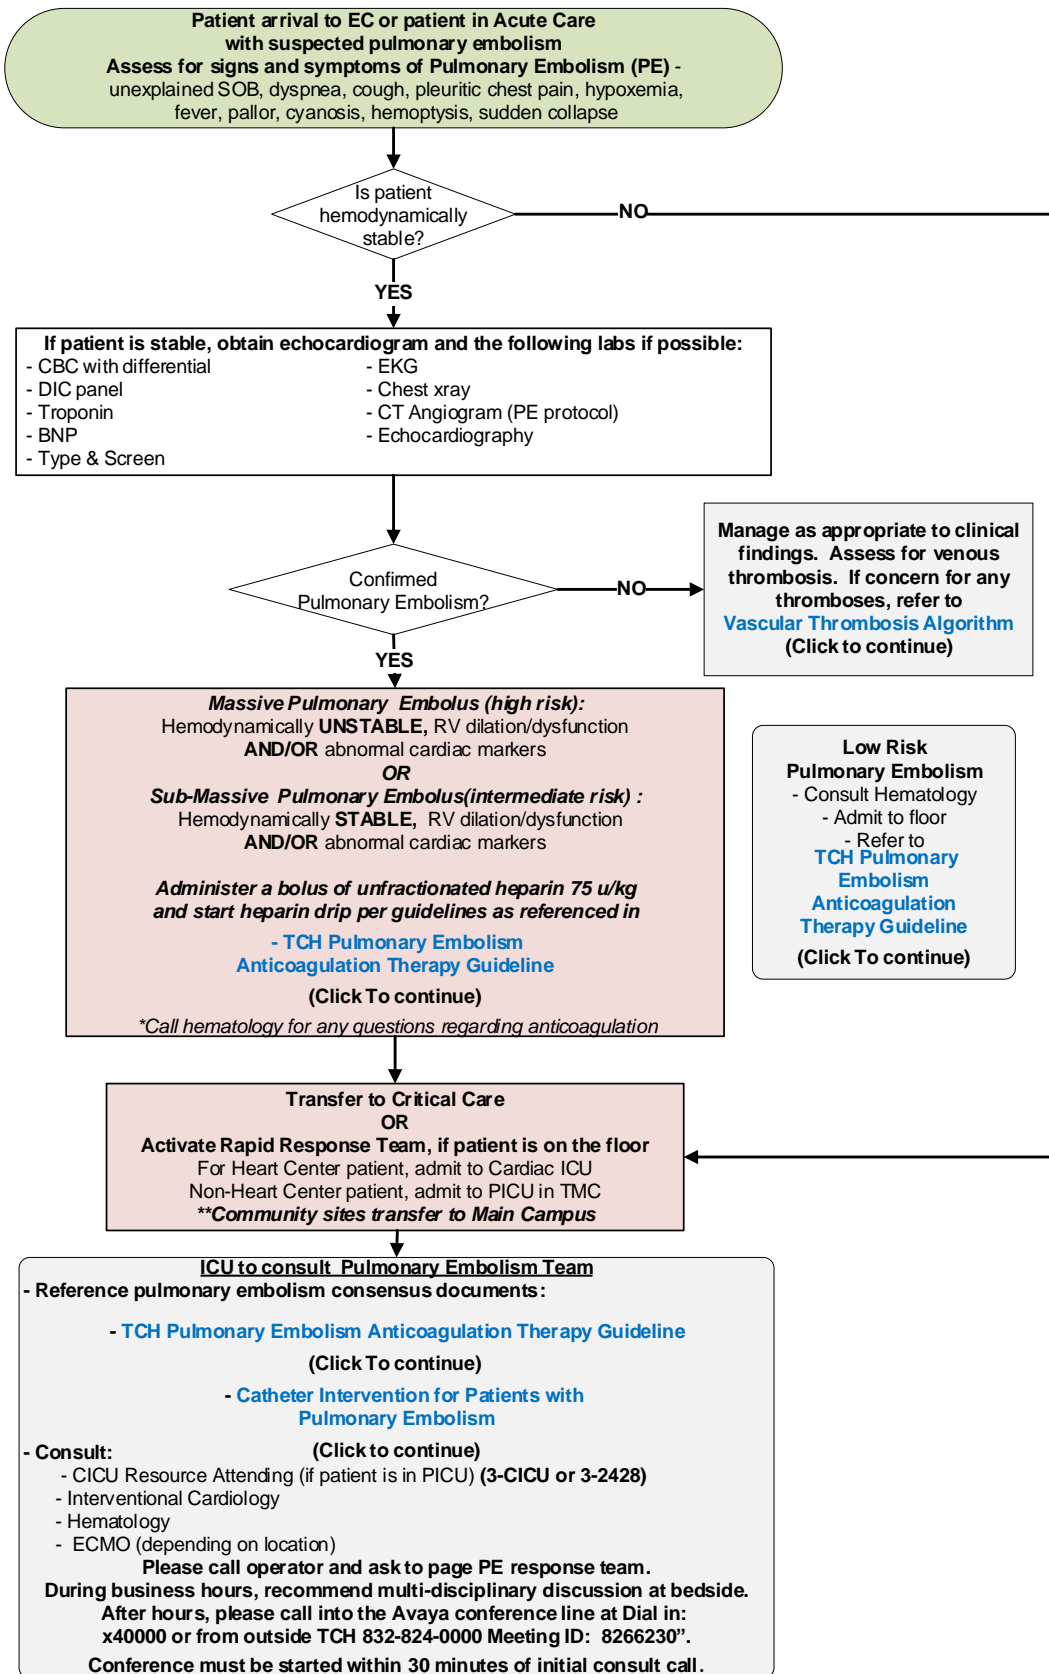 Patient arrival to EC or patient in Acute Care
with suspected pulmonary embolism
Assess for signs and symptoms of Pulmonary Embolism (PE) -
unexplained SOB, dyspnea, cough, pleuritic chest pain, hypoxemia,
fever, pallor, cyanosis, hemoptysis, sudden collapse
Is patient
hemodynamically
stable?
NO
YES
If patient is stable, obtain echocardiogram and the following labs if possible:
- CBC with differential
- DIC panel
- Troponin
- BNP
- Type & Screen
- EKG
- Chest xray
- CT Angiogram (PE protocol)
- Echocardiography
Confirmed
Pulmonary Embolism?
NO
Manage as appropriate to clinical
findings. Assess for venous
thrombosis. If concern for any
thromboses, refer to
Vascular Thrombosis Algorithm
(Click to continue)
YES
Massive Pulmonary Embolus (high risk):
Hemodynamically UNSTABLE, RV dilation/dysfunction
AND/OR abnormal cardiac markers
OR
Sub-Massive Pulmonary Embolus(intermediate risk) :
Hemodynamically STABLE, RV dilation/dysfunction
AND/OR abnormal cardiac markers
Administer a bolus of unfractionated heparin 75 u/kg
and start heparin drip per guidelines as referenced in
- TCH Pulmonary Embolism
Anticoagulation Therapy Guideline
(Click To continue)
*Call hematology for any questions regarding anticoagulation
Low Risk
Pulmonary Embolism
- Consult Hematology
- Admit to floor
- Refer to
TCH Pulmonary
Embolism
Anticoagulation
Therapy Guideline
(Click To continue)
Transfer to Critical Care
OR
Activate Rapid Response Team, if patient is on the floor
For Heart Center patient, admit to Cardiac ICU
Non-Heart Center patient, admit to PICU in TMC
**Community sites transfer to Main Campus
ICU to consult Pulmonary Embolism Team
- Reference pulmonary embolism consensus documents:
- TCH Pulmonary Embolism Anticoagulation Therapy Guideline
(Click To continue)
- Catheter Intervention for Patients with
Pulmonary Embolism
(Click to continue)
- Consult:
- CICU Resource Attending (if patient is in PICU) (3-CICU or 3-2428)
- Interventional Cardiology
- Hematology
- ECMO (depending on location)
Please call operator and ask to page PE response team.
During business hours, recommend multi-disciplinary discussion at bedside.
After hours, please call into the Avaya conference line at Dial in:
x40000 or from outside TCH 832-824-0000 Meeting ID: 8266230”.
Conference must be started within 30 minutes of initial consult call.